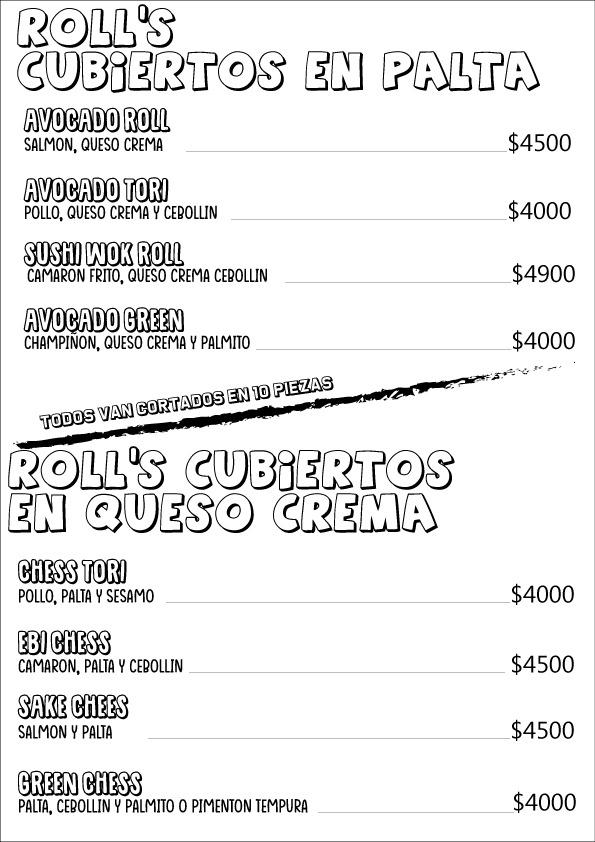 ROLL'S
CUBiERTOS EN PALTA
AVOCADO ROLL
SALMON, QUESO CREMA $4500
AVOCADO TORI
POLLO, QUESO CREMA Y CEBOLLIN $4000
SUSHI WOK ROLL
CAMARON FRITO, QUESO CREMA CEBOLLIN $4900
AVOCADO GREEN
CHAMPIÑON, QUESO CREMA Y PALMITO $4000
TODOS VAN CORTADOS EN 10 PIEZAS
ROLL'S CUBiERTOS
EN QUESO CREMA
CHESS TORI
POLLO, PALTA Y SESAMO $4000
EBI CHESS
CAMARON, PALTA Y CEBOLLIN $4500
SAKE CHEES
SALMON Y PALTA $4500
GREEN CHESS
PALTA, CEBOLLIN Y PALMITO O PIMENTON TEMPURA $4000